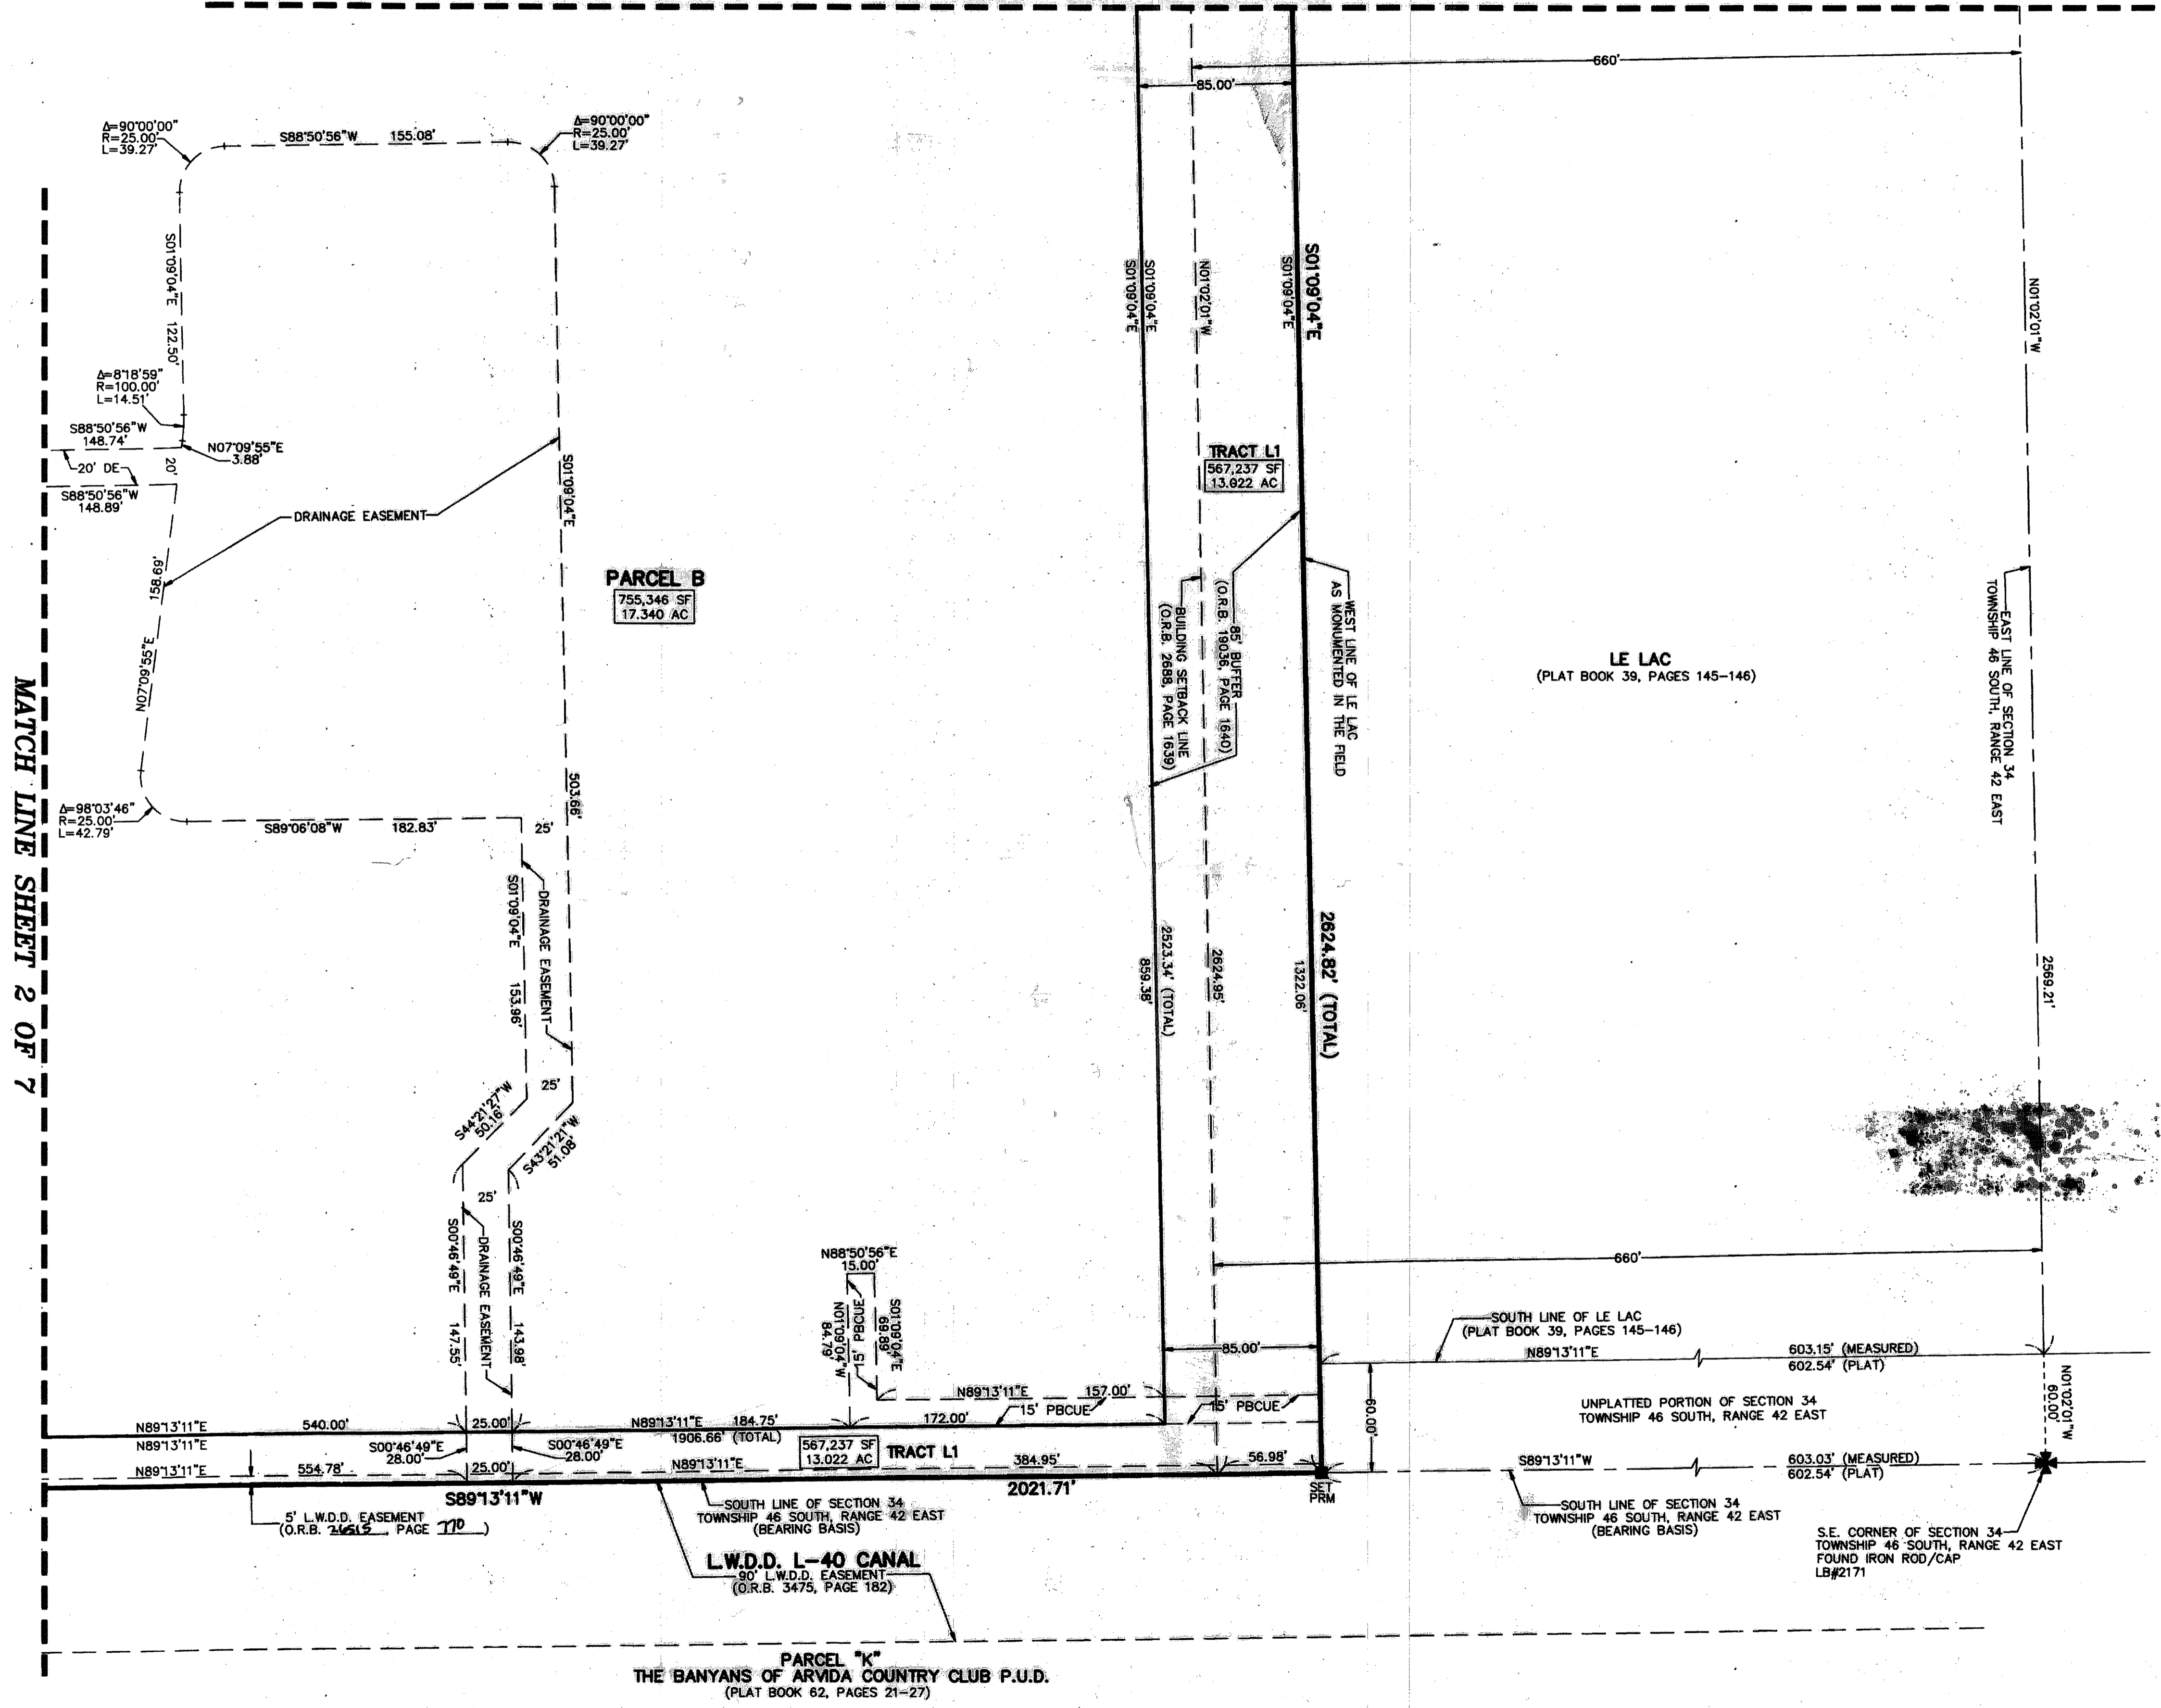 660'
85.00'
Δ=90°00'00"
R=25.00'
L=39.27'
S88°50'56"W 155.08'
Δ=90°00'00"
R=25.00'
L=39.27'
S01°09'04"E 122.50'
Δ=8°18'59"
R=100.00'
L=14.51'
S88°50'56"W
148.74'
N07°09'55"E
3.88'
20' DE
20'
S88°50'56"W
148.89'
DRAINAGE EASEMENT
158.69'
N07°09'55"E
S01°09'04"E
503.66'
PARCEL B
755,346 SF
17.340 AC
Δ=98°03'46"
R=25.00'
L=42.79'
S89°06'08"W 182.83'
25'
S01°09'04"E 153.96'
DRAINAGE EASEMENT
25'
S44°21'27"W
50.16'
S43°21'21"W
51.08'
25'
S00°46'49"E 147.55'
DRAINAGE EASEMENT
S00°46'49"E 143.98'
MATCH LINE SHEET 2 OF 7
S01°09'04"E
S01°09'04"E
N01°02'01"W
S01°09'04"E
S01°09'04"E
TRACT L1
567,237 SF
13.022 AC
BUILDING SETBACK LINE
(O.R.B. 2688, PAGE 1639)
85' BUFFER
(O.R.B. 19036, PAGE 1640)
WEST LINE OF LE LAC
AS MONUMENTED IN THE FIELD
859.38'
2523.34' (TOTAL)
2624.95'
1322.06'
2624.82' (TOTAL)
LE LAC
(PLAT BOOK 39, PAGES 145-146)
N01°02'01"W
EAST LINE OF SECTION 34
TOWNSHIP 46 SOUTH, RANGE 42 EAST
2569.21'
660'
N88°50'56"E
15.00'
N01°09'04"W
84.79'
15' PBCUE
S01°09'04"E
69.89'
85.00'
N89°13'11"E 157.00'
15' PBCUE
15' PBCUE
SOUTH LINE OF LE LAC
(PLAT BOOK 39, PAGES 145-146)
N89°13'11"E
603.15' (MEASURED)
602.54' (PLAT)
60.00'
UNPLATTED PORTION OF SECTION 34
TOWNSHIP 46 SOUTH, RANGE 42 EAST
N01°02'01"W
60.00'
N89°13'11"E 540.00' 25.00' N89°13'11"E 184.75' 172.00'
N89°13'11"E 1906.66' (TOTAL)
S00°46'49"E
28.00'
S00°46'49"E
28.00'
567,237 SF
13.022 AC
TRACT L1
N89°13'11"E 554.78' 25.00' N89°13'11"E 384.95' 56.98'
S89°13'11"W
603.03' (MEASURED)
602.54' (PLAT)
S89°13'11"W 2021.71'
SET
PRM
5' L.W.D.D. EASEMENT
(O.R.B. 26515, PAGE 770)
SOUTH LINE OF SECTION 34
TOWNSHIP 46 SOUTH, RANGE 42 EAST
(BEARING BASIS)
SOUTH LINE OF SECTION 34
TOWNSHIP 46 SOUTH, RANGE 42 EAST
(BEARING BASIS)
S.E. CORNER OF SECTION 34
TOWNSHIP 46 SOUTH, RANGE 42 EAST
FOUND IRON ROD/CAP
LB#2171
L.W.D.D. L-40 CANAL
90' L.W.D.D. EASEMENT
(O.R.B. 3475, PAGE 182)
PARCEL "K"
THE BANYANS OF ARVIDA COUNTRY CLUB P.U.D.
(PLAT BOOK 62, PAGES 21-27)